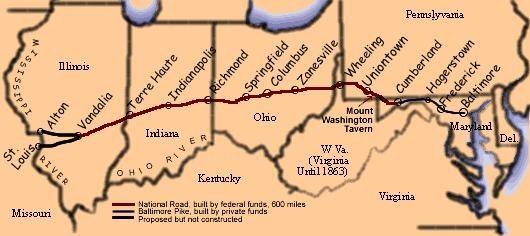 Pennsylvania
MISSISSIPPI
RIVER
Illinois
Alton
St.
Louis
Vandalia
Terre Haute
Indianapolis
Richmond
Springfield
Columbus
Zanesville
Wheeling
Uniontown
Cumberland
Hagerstown
Frederick
Baltimore
Mount
Washington
Tavern
Maryland
Del.
Indiana
Ohio
OHIO RIVER
W Va.
(Virginia
Until 1863)
Kentucky
Virginia
Missouri
National Road, built by federal funds, 600 miles
Baltimore Pike, built by private funds
Proposed but not constructed